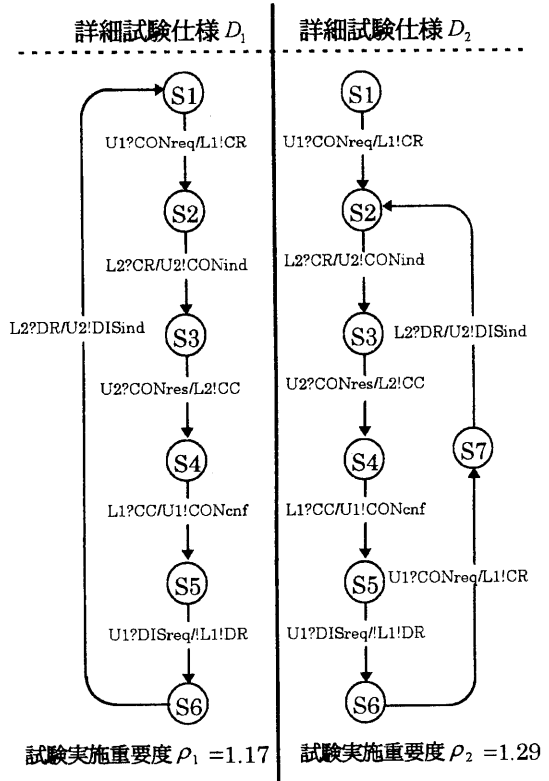 詳細試験仕様 D₁
S1
U1?CONreq/L1!CR
S2
L2?CR/U2!CONind
S3
L2?DR/U2!DISind
U2?CONres/L2!CC
S4
L1?CC/U1!CONcnf
S5
U1?DISreq/!L1!DR
S6
試験実施重要度 ρ₁ =1.17
詳細試験仕様 D₂
S1
U1?CONreq/L1!CR
S2
L2?CR/U2!CONind
S3
L2?DR/U2!DISind
U2?CONres/L2!CC
S4
S7
L1?CC/U1!CONcnf
S5
U1?CONreq/L1!CR
U1?DISreq/!L1!DR
S6
試験実施重要度 ρ₂ =1.29